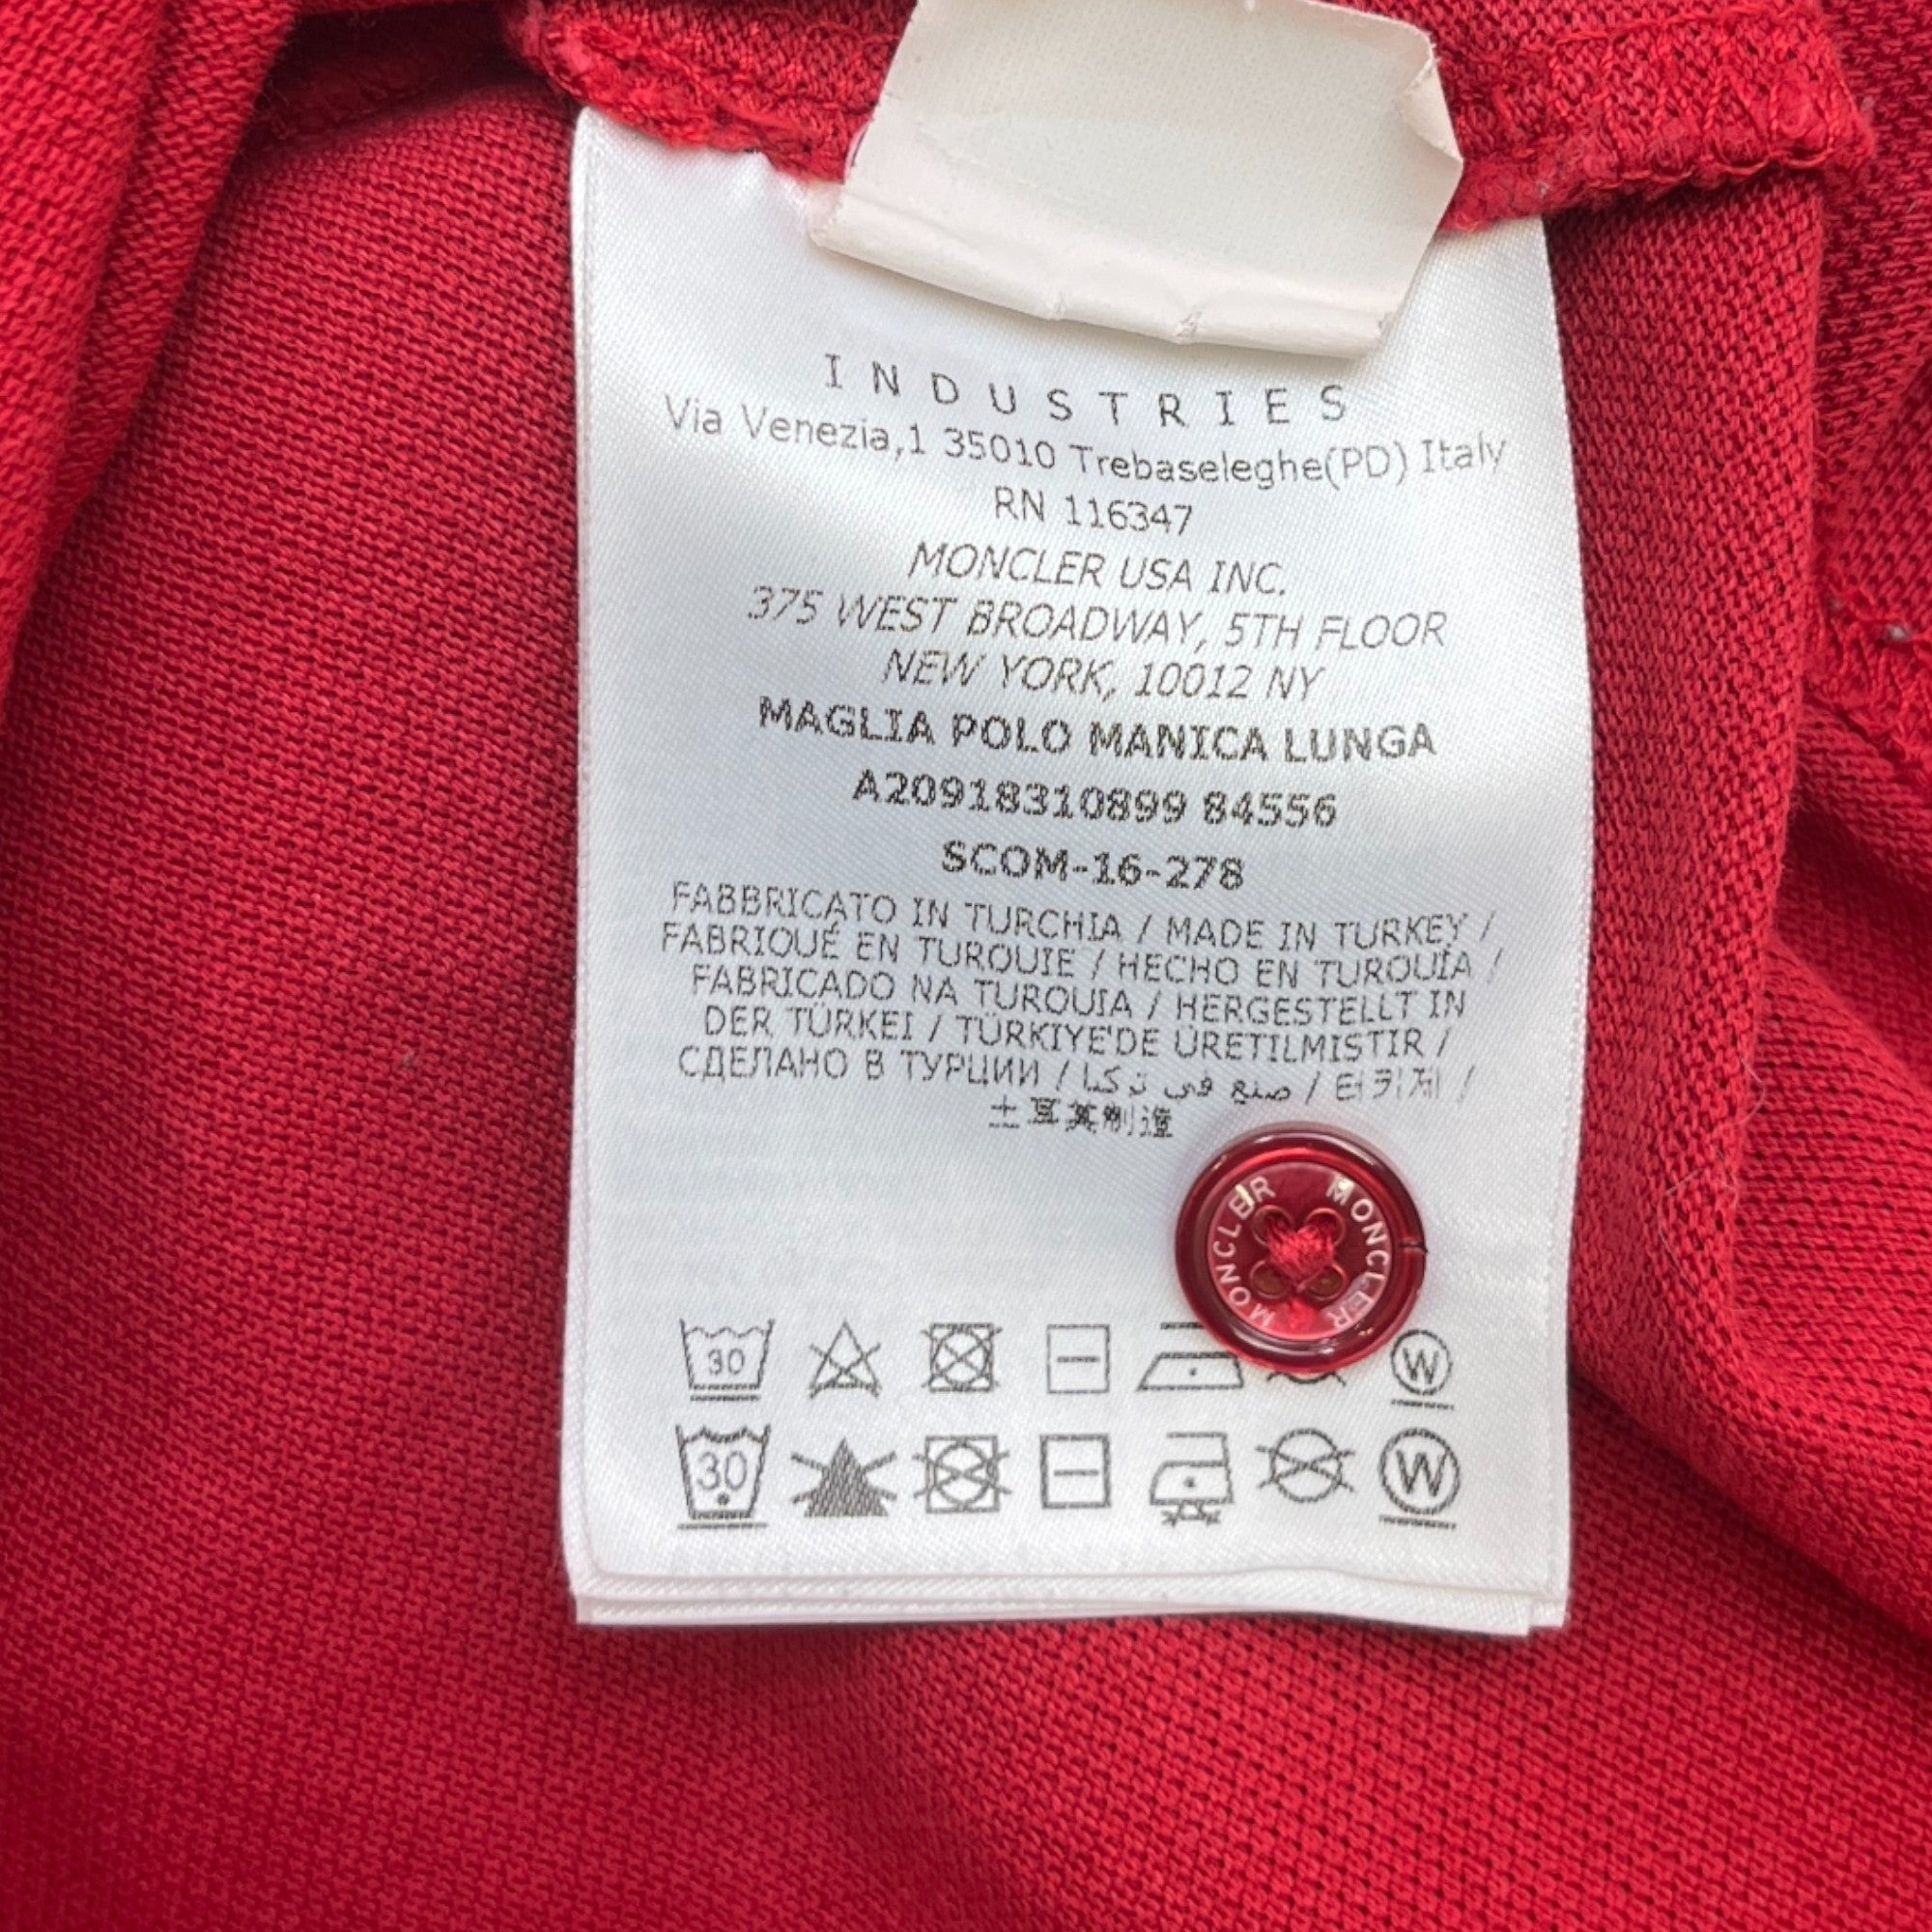 INDUSTRIES
Via Venezia,1 35010 Trebaseleghe(PD) Italy
RN 116347
MONCLER USA INC.
375 WEST BROADWAY, 5TH FLOOR
NEW YORK, 10012 NY
MAGLIA POLO MANICA LUNGA
A20918310899 84556
SCOM-16-278
FABBRICATO IN TURCHIA / MADE IN TURKEY /
FABRIQUÉ EN TURQUIE / HECHO EN TURQUÍA /
FABRICADO NA TURQUIA / HERGESTELLT IN
DER TÜRKEI / TÜRKIYE'DE ÜRETILMISTIR /
СДЕЛАНО В ТУРЦИИ / صنع في تركيا / 터키제 /
土耳其制造
MONCLER MONCLER
30 W
30 W